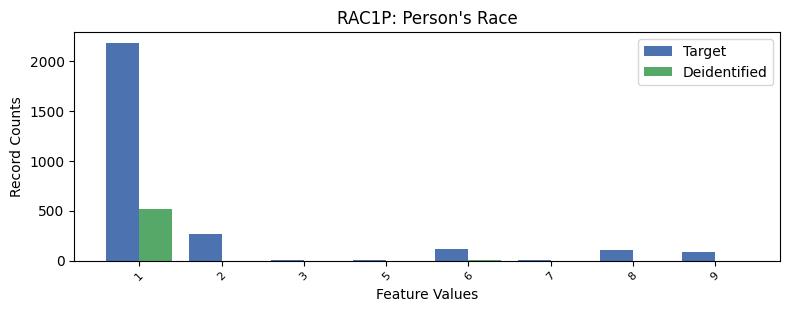 RAC1P: Person's Race
Record Counts
2000
1500
1000
500
0
Target
Deidentified
1 2 3 5 6 7 8 9
Feature Values